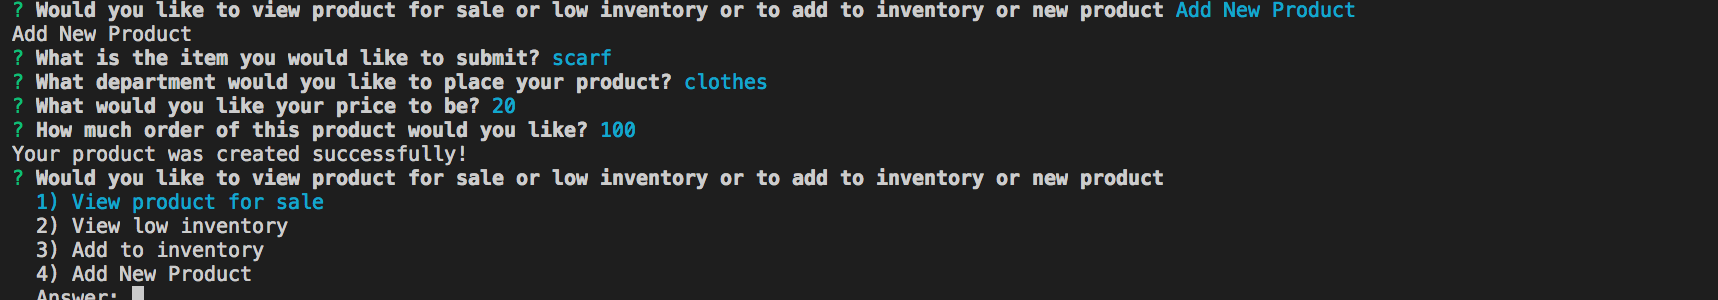 ? Would you like to view product for sale or low inventory or to add to inventory or new product Add New Product
Add New Product
? What is the item you would like to submit? scarf
? What department would you like to place your product? clothes
? What would you like your price to be? 20
? How much order of this product would you like? 100
Your product was created successfully!
? Would you like to view product for sale or low inventory or to add to inventory or new product
1) View product for sale
2) View low inventory
3) Add to inventory
4) Add New Product
Answer: